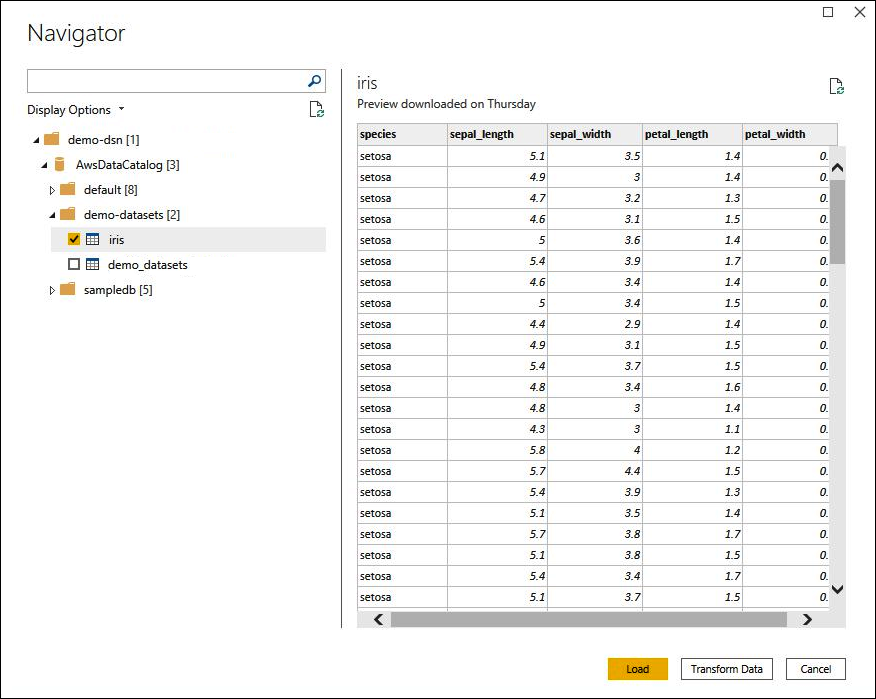 Navigator
Display Options
demo-dsn [1]
AwsDataCatalog [3]
default [8]
demo-datasets [2]
iris
demo_datasets
sampledb [5]
iris
Preview downloaded on Thursday
species sepal_length sepal_width petal_length petal_width
setosa 5.1 3.5 1.4 0.
setosa 4.9 3 1.4 0.
setosa 4.7 3.2 1.3 0.
setosa 4.6 3.1 1.5 0.
setosa 5 3.6 1.4 0.
setosa 5.4 3.9 1.7 0.
setosa 4.6 3.4 1.4 0.
setosa 5 3.4 1.5 0.
setosa 4.4 2.9 1.4 0.
setosa 4.9 3.1 1.5 0.
setosa 5.4 3.7 1.5 0.
setosa 4.8 3.4 1.6 0.
setosa 4.8 3 1.4 0.
setosa 4.3 3 1.1 0.
setosa 5.8 4 1.2 0.
setosa 5.7 4.4 1.5 0.
setosa 5.4 3.9 1.3 0.
setosa 5.1 3.5 1.4 0.
setosa 5.7 3.8 1.7 0.
setosa 5.1 3.8 1.5 0.
setosa 5.4 3.4 1.7 0.
setosa 5.1 3.7 1.5 0.
Load Transform Data Cancel